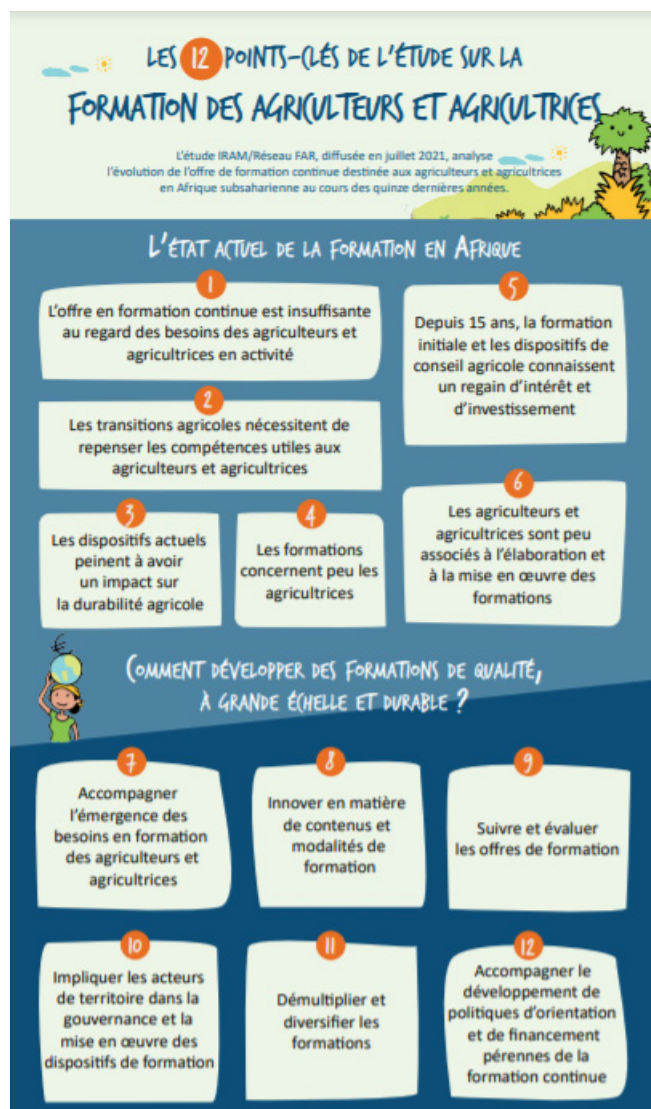 LES 12 POINTS-CLÉS DE L'ÉTUDE SUR LA
FORMATION DES AGRICULTEURS ET AGRICULTRICES
L'étude IRAM/Réseau FAR, diffusée en juillet 2021, analyse
l'évolution de l'offre de formation continue destinée aux agriculteurs et agricultrices
en Afrique subsaharienne au cours des quinze dernières années.
L'ÉTAT ACTUEL DE LA FORMATION EN AFRIQUE
1
L'offre en formation continue est insuffisante
au regard des besoins des agriculteurs et
agricultrices en activité
2
Les transitions agricoles nécessitent de
repenser les compétences utiles aux
agriculteurs et agricultrices
3
Les dispositifs actuels
peinent à avoir
un impact sur
la durabilité agricole
4
Les formations
concernent peu les
agricultrices
5
Depuis 15 ans, la formation
initiale et les dispositifs de
conseil agricole connaissent
un regain d'intérêt et
d'investissement
6
Les agriculteurs et
agricultrices sont peu
associés à l'élaboration et
à la mise en œuvre des
formations
COMMENT DÉVELOPPER DES FORMATIONS DE QUALITÉ,
À GRANDE ÉCHELLE ET DURABLE ?
7
Accompagner
l'émergence des
besoins en formation
des agriculteurs et
agricultrices
8
Innover en matière
de contenus et
modalités de
formation
9
Suivre et évaluer
les offres de formation
10
Impliquer les acteurs
de territoire dans la
gouvernance et la
mise en œuvre des
dispositifs de formation
11
Démultiplier et
diversifier les
formations
12
Accompagner le
développement de
politiques d'orientation
et de financement
pérennes de la
formation continue